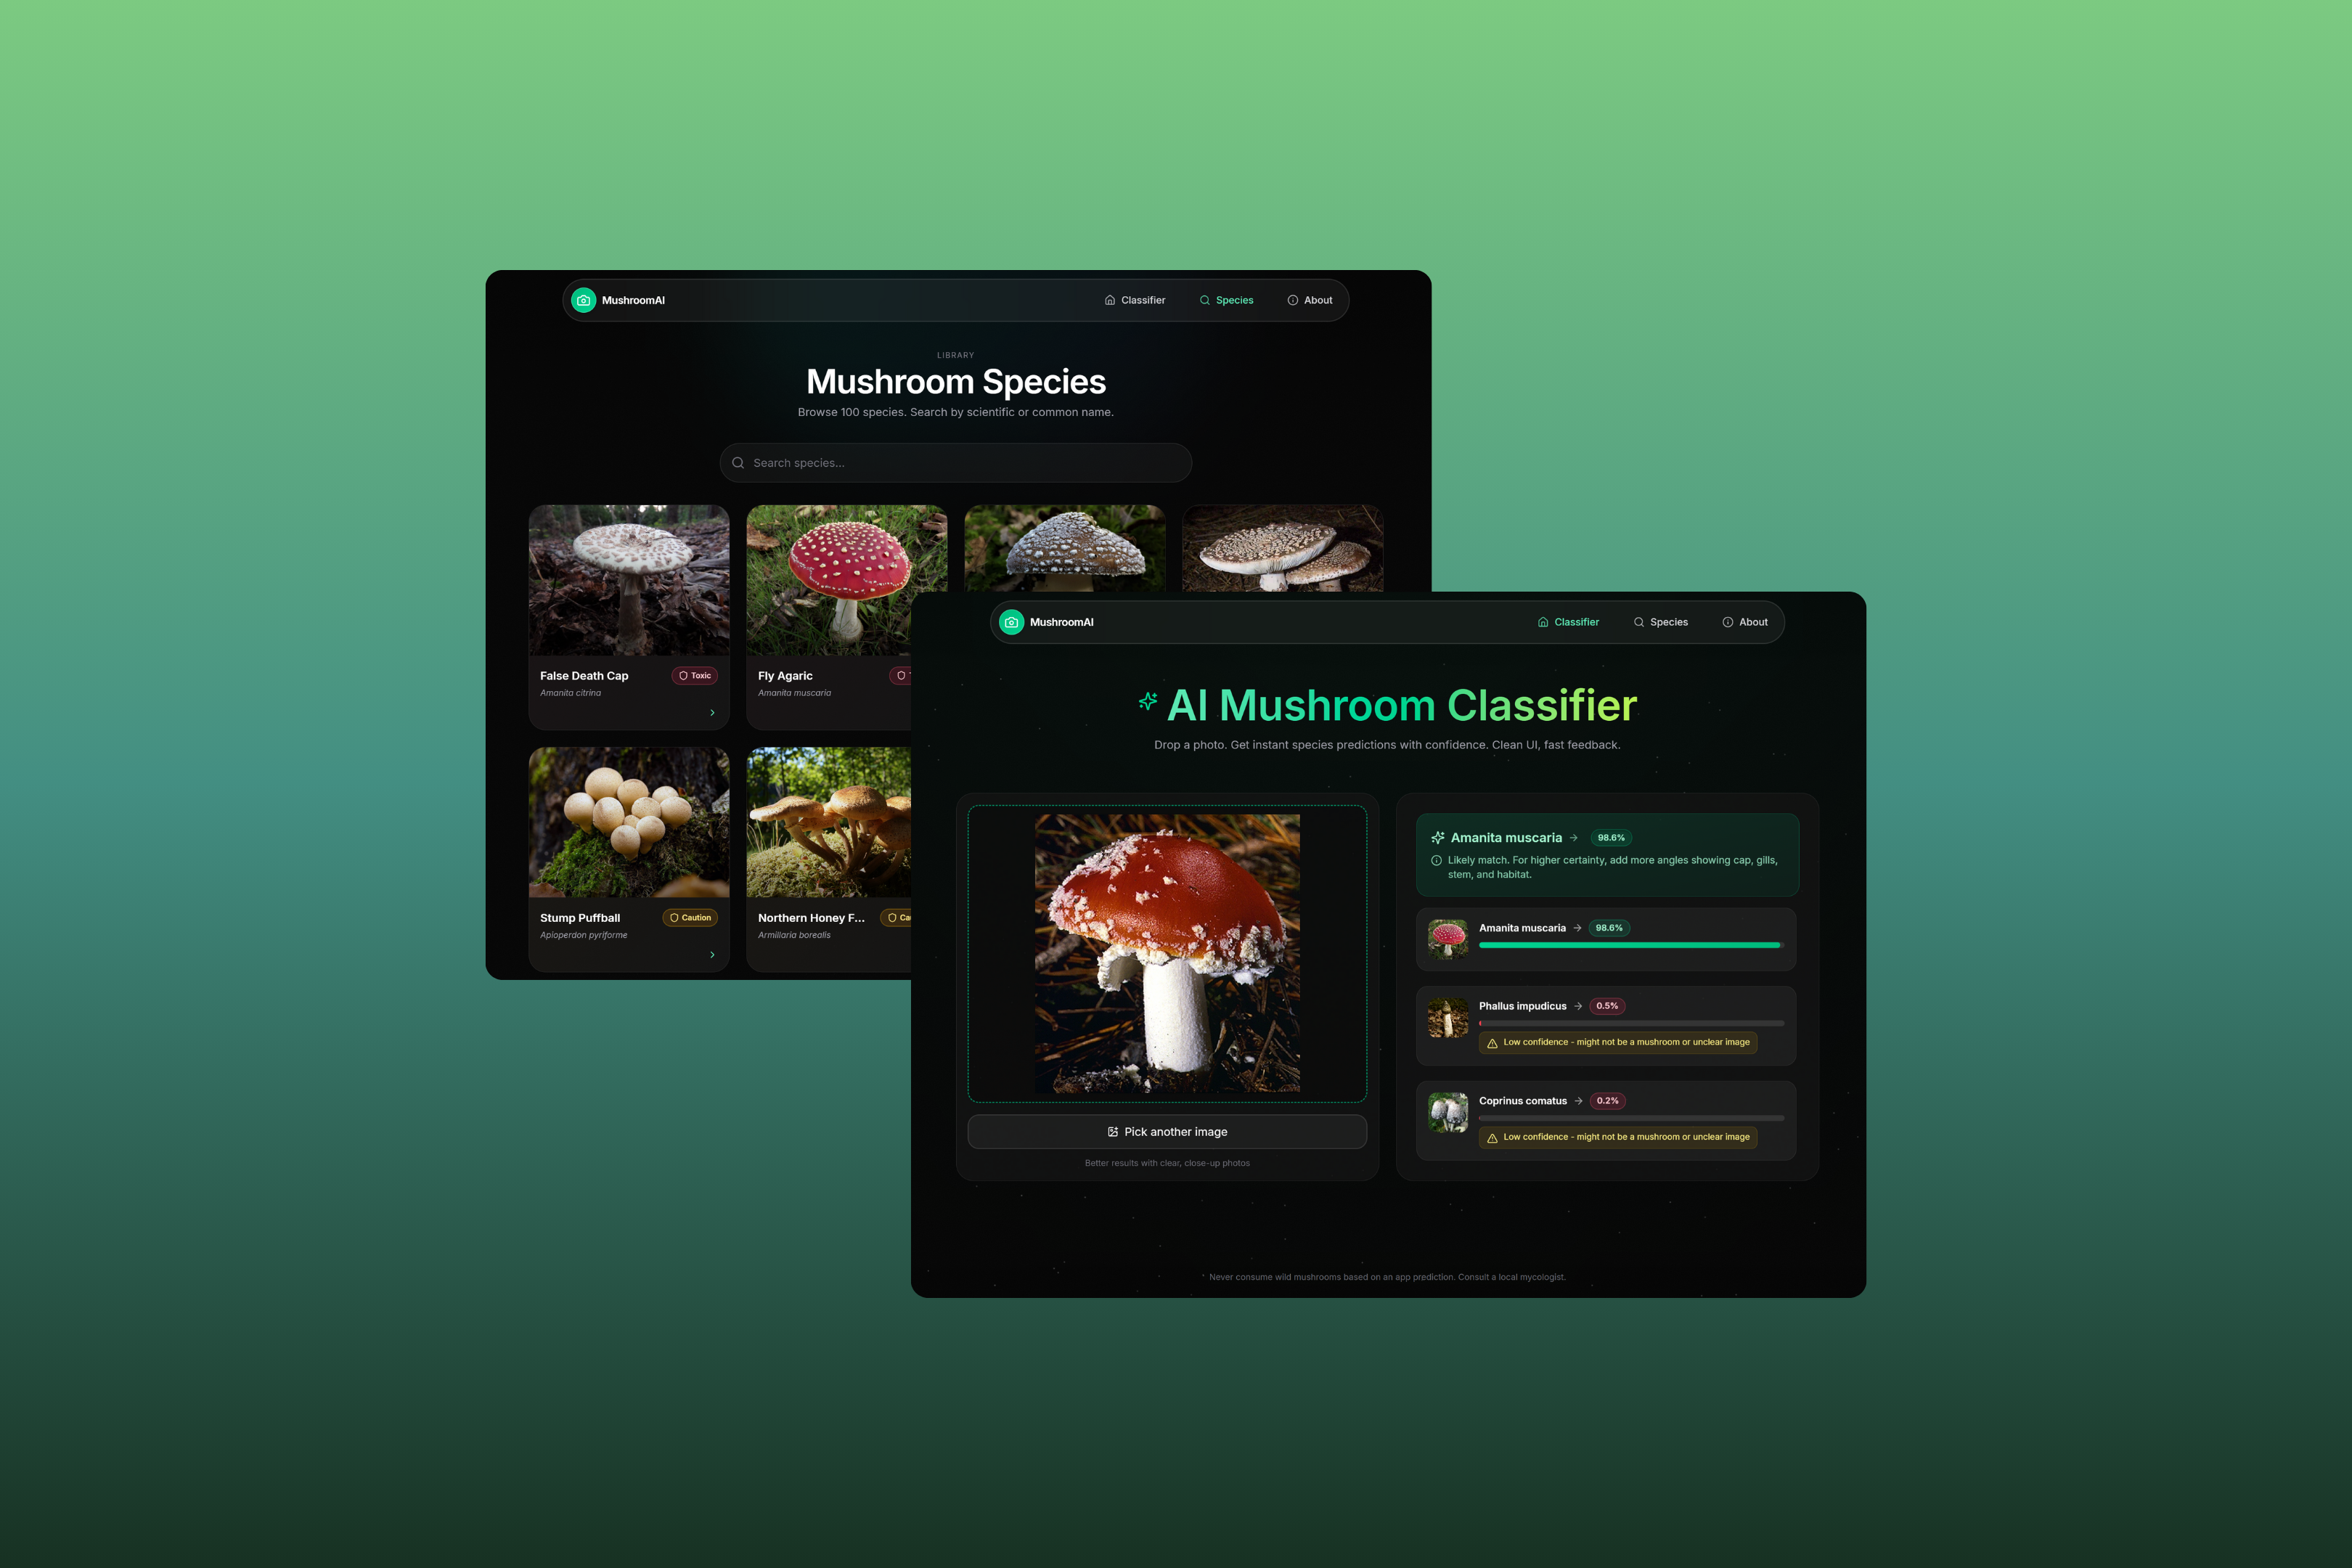 MushroomAI
Classifier
Species
About
LIBRARY
Mushroom Species
Browse 100 species. Search by scientific or common name.
Search species...
False Death Cap
Toxic
Amanita citrina
Fly Agaric
Amanita muscaria
Stump Puffball
Caution
Apioperdon pyriforme
Northern Honey F...
Armillaria borealis
MushroomAI
Classifier
Species
About
AI Mushroom Classifier
Drop a photo. Get instant species predictions with confidence. Clean UI, fast feedback.
Pick another image
Better results with clear, close-up photos
Amanita muscaria → 98.6%
Likely match. For higher certainty, add more angles showing cap, gills,
stem, and habitat.
Amanita muscaria → 98.6%
Phallus impudicus → 0.5%
Low confidence - might not be a mushroom or unclear image
Coprinus comatus → 0.2%
Low confidence - might not be a mushroom or unclear image
Never consume wild mushrooms based on an app prediction. Consult a local mycologist.